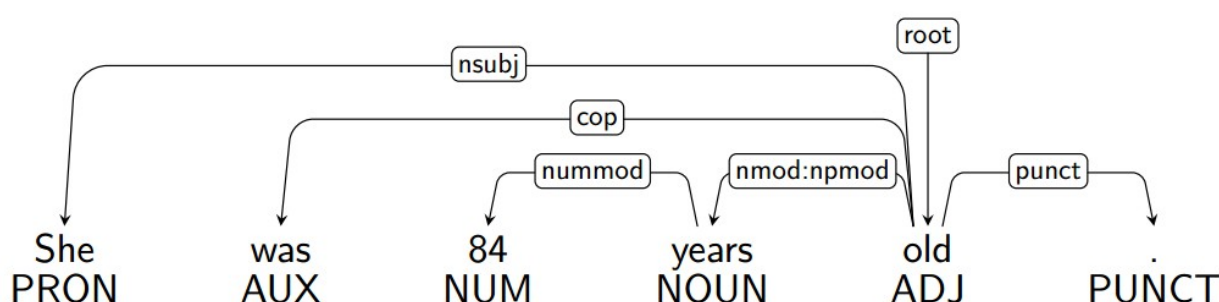 root
nsubj
cop
nummod nmod:npmod punct
She was 84 years old .
PRON AUX NUM NOUN ADJ PUNCT